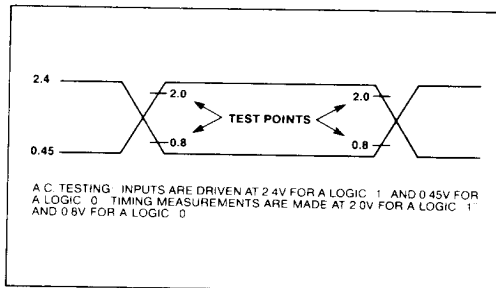 2.4
2.0 2.0
TEST POINTS
0.8 0.8
0.45
A C. TESTING: INPUTS ARE DRIVEN AT 2 4V FOR A LOGIC 1 AND 0 45V FOR
A LOGIC 0 TIMING MEASUREMENTS ARE MADE AT 2 0V FOR A LOGIC 1"
AND 0 8V FOR A LOGIC 0